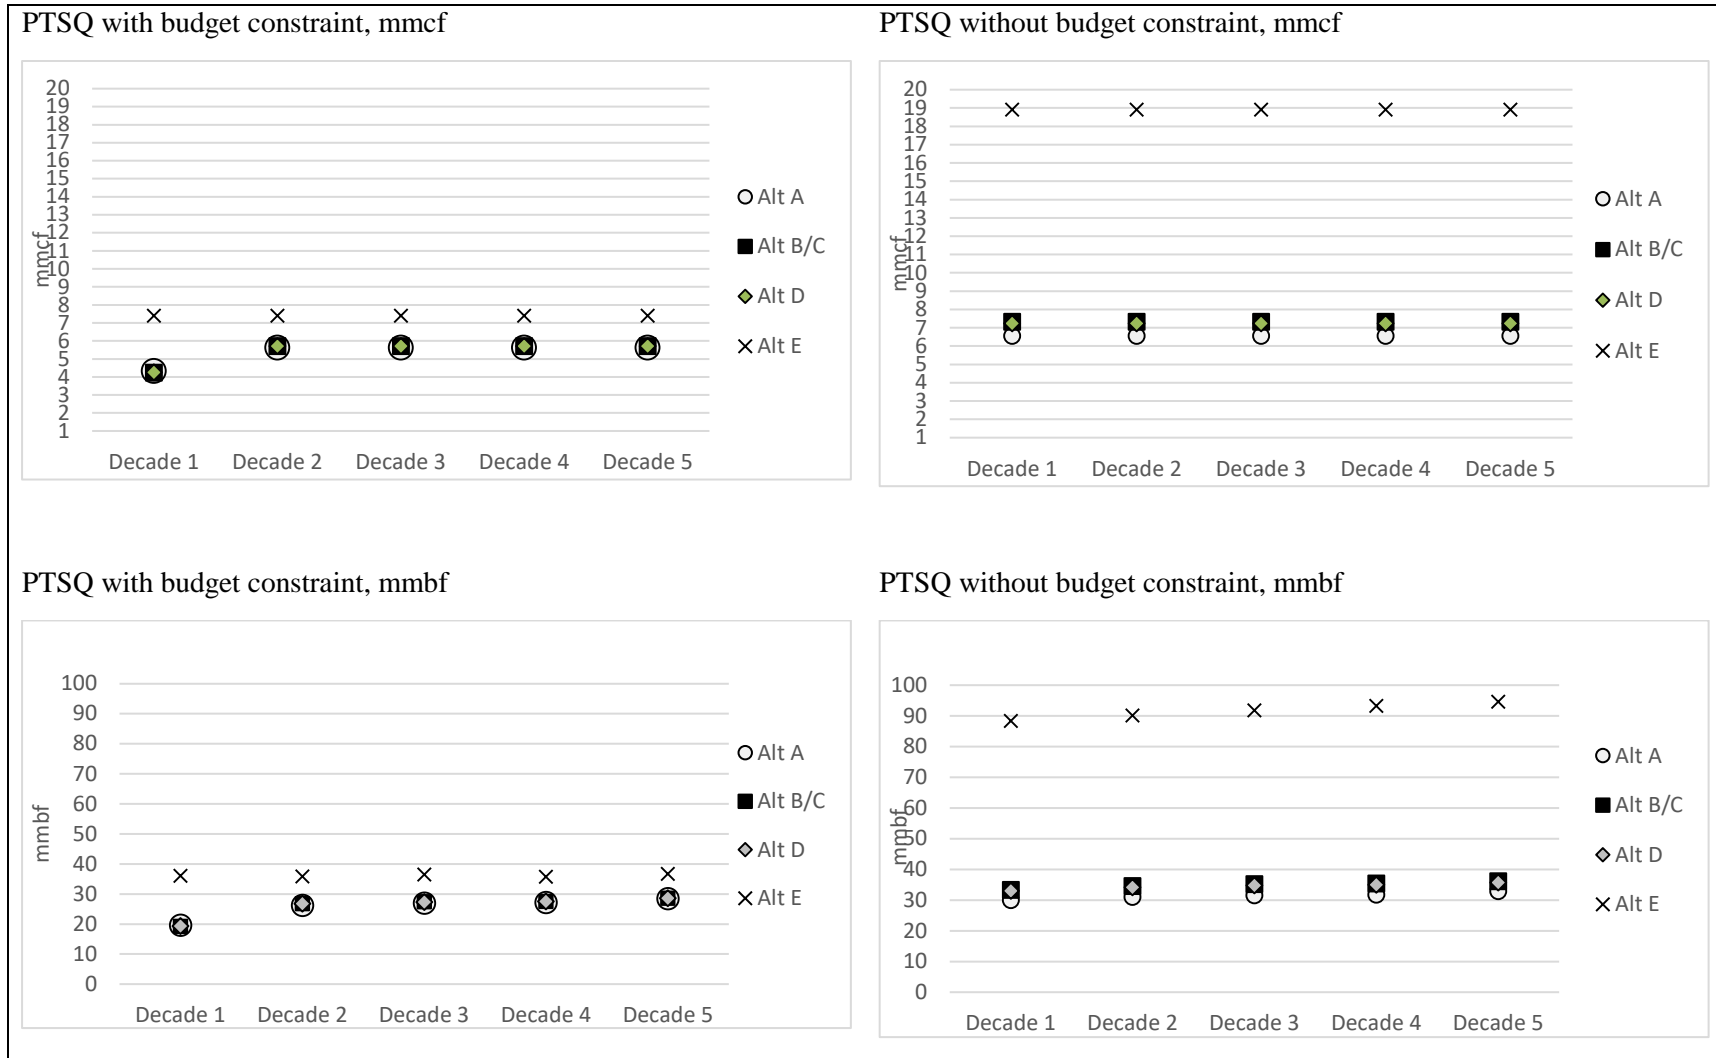 PTSQ with budget constraint, mmcf
20
19
18
17
16
15
14
13
12
11
10
9
8
7
6
5
4
3
2
1
mmcf
Decade 1 Decade 2 Decade 3 Decade 4 Decade 5
Alt A
Alt B/C
Alt D
Alt E
PTSQ without budget constraint, mmcf
20
19
18
17
16
15
14
13
12
11
10
9
8
7
6
5
4
3
2
1
mmcf
Decade 1 Decade 2 Decade 3 Decade 4 Decade 5
Alt A
Alt B/C
Alt D
Alt E
PTSQ with budget constraint, mmbf
100
90
80
70
60
50
40
30
20
10
0
mmbf
Decade 1 Decade 2 Decade 3 Decade 4 Decade 5
Alt A
Alt B/C
Alt D
Alt E
PTSQ without budget constraint, mmbf
100
90
80
70
60
50
40
30
20
10
0
mmbf
Decade 1 Decade 2 Decade 3 Decade 4 Decade 5
Alt A
Alt B/C
Alt D
Alt E